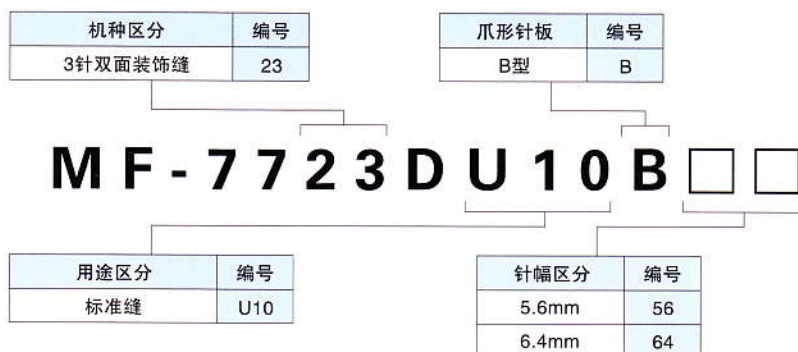 机种区分 编号
3针双面装饰缝 23
爪形针板 编号
B型 B
MF-7723DU10B□□
用途区分 编号
标准缝 U10
针幅区分 编号
5.6mm 56
6.4mm 64